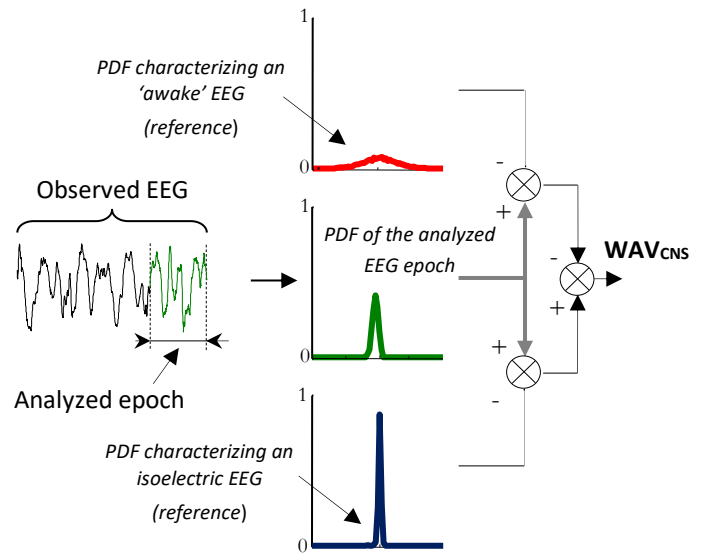 1
PDF characterizing an
‘awake’ EEG
(reference)
0
-
Observed EEG
+
1
PDF of the analyzed
EEG epoch
-
WAVCNS
+
+
0
Analyzed epoch
1
-
PDF characterizing an
isoelectric EEG
(reference)
0